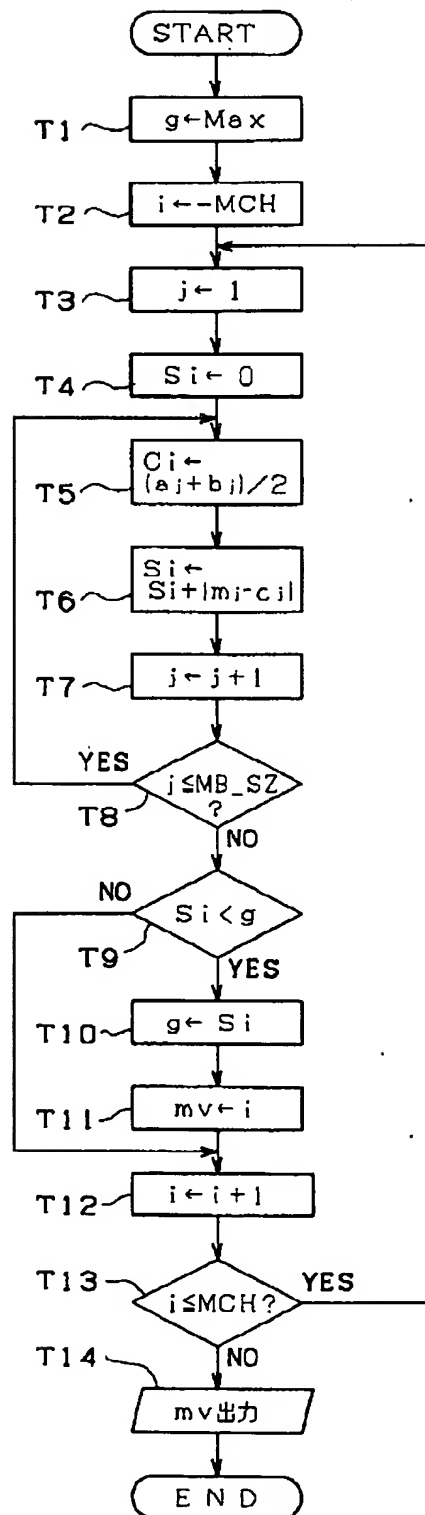 START
T1
g←Max
T2
i←-MCH
T3
j←1
T4
Si←0
T5
Ci←
(aj+bj)/2
T6
Si←
Si+|mj-cj|
T7
j←j+1
YES
j≦MB_SZ
?
T8
NO
NO
Si<g
T9
YES
T10
g←Si
T11
mv←i
T12
i←i+1
T13
i≦MCH?
YES
NO
T14
mv出力
END